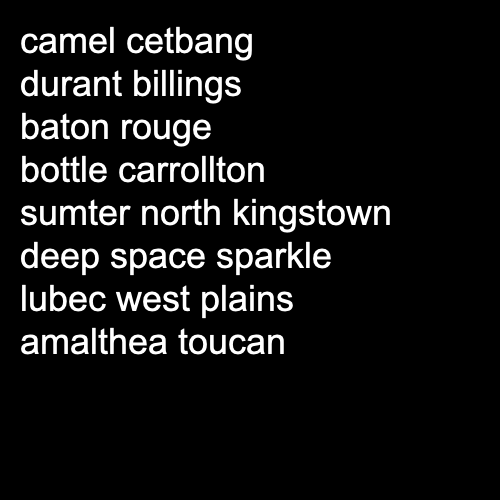 camel cetbang
durant billings
baton rouge
bottle carrollton
sumter north kingstown
deep space sparkle
lubec west plains
amalthea toucan